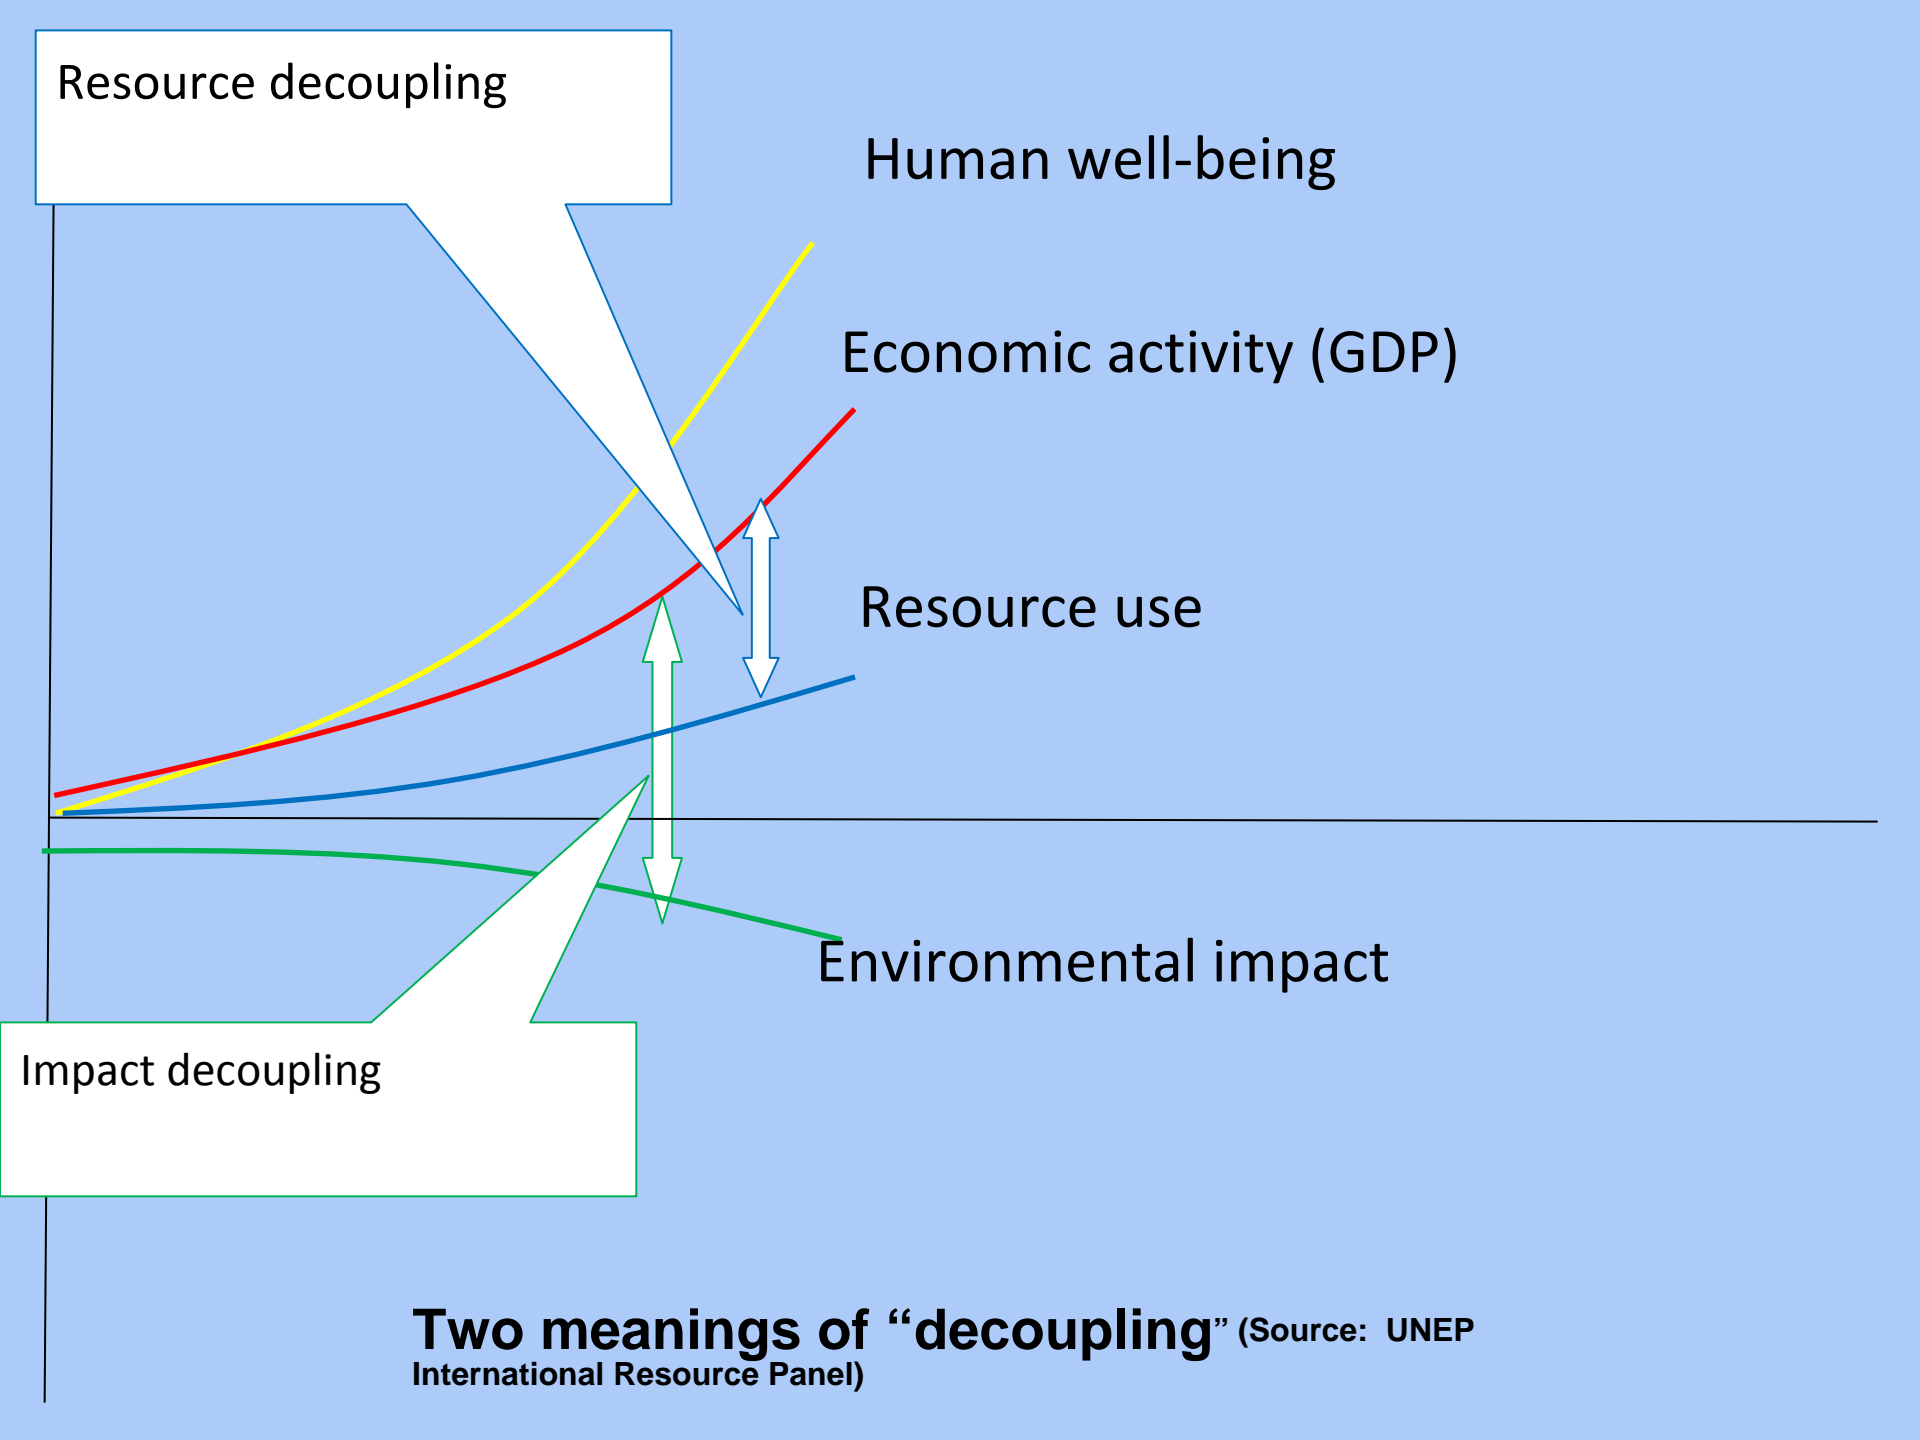 Resource decoupling
Human well-being
Economic activity (GDP)
Resource use
Environmental impact
Impact decoupling
Two meanings of “decoupling” (Source:  UNEP
International Resource Panel)